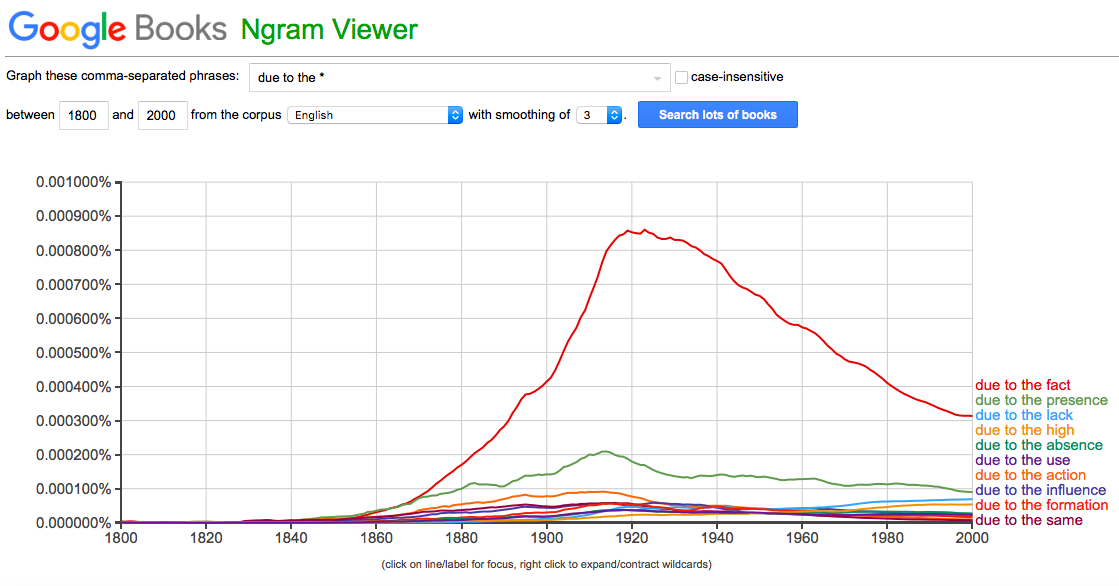 Google Books Ngram Viewer
Graph these comma-separated phrases: due to the * case-insensitive
between 1800 and 2000 from the corpus English with smoothing of 3 . Search lots of books
0.001000%
0.000900%
0.000800%
0.000700%
0.000600%
0.000500%
0.000400%
0.000300%
0.000200%
0.000100%
0.000000%
due to the fact
due to the presence
due to the lack
due to the high
due to the absence
due to the use
due to the action
due to the influence
due to the formation
due to the same
1800 1820 1840 1860 1880 1900 1920 1940 1960 1980 2000
(click on line/label for focus, right click to expand/contract wildcards)